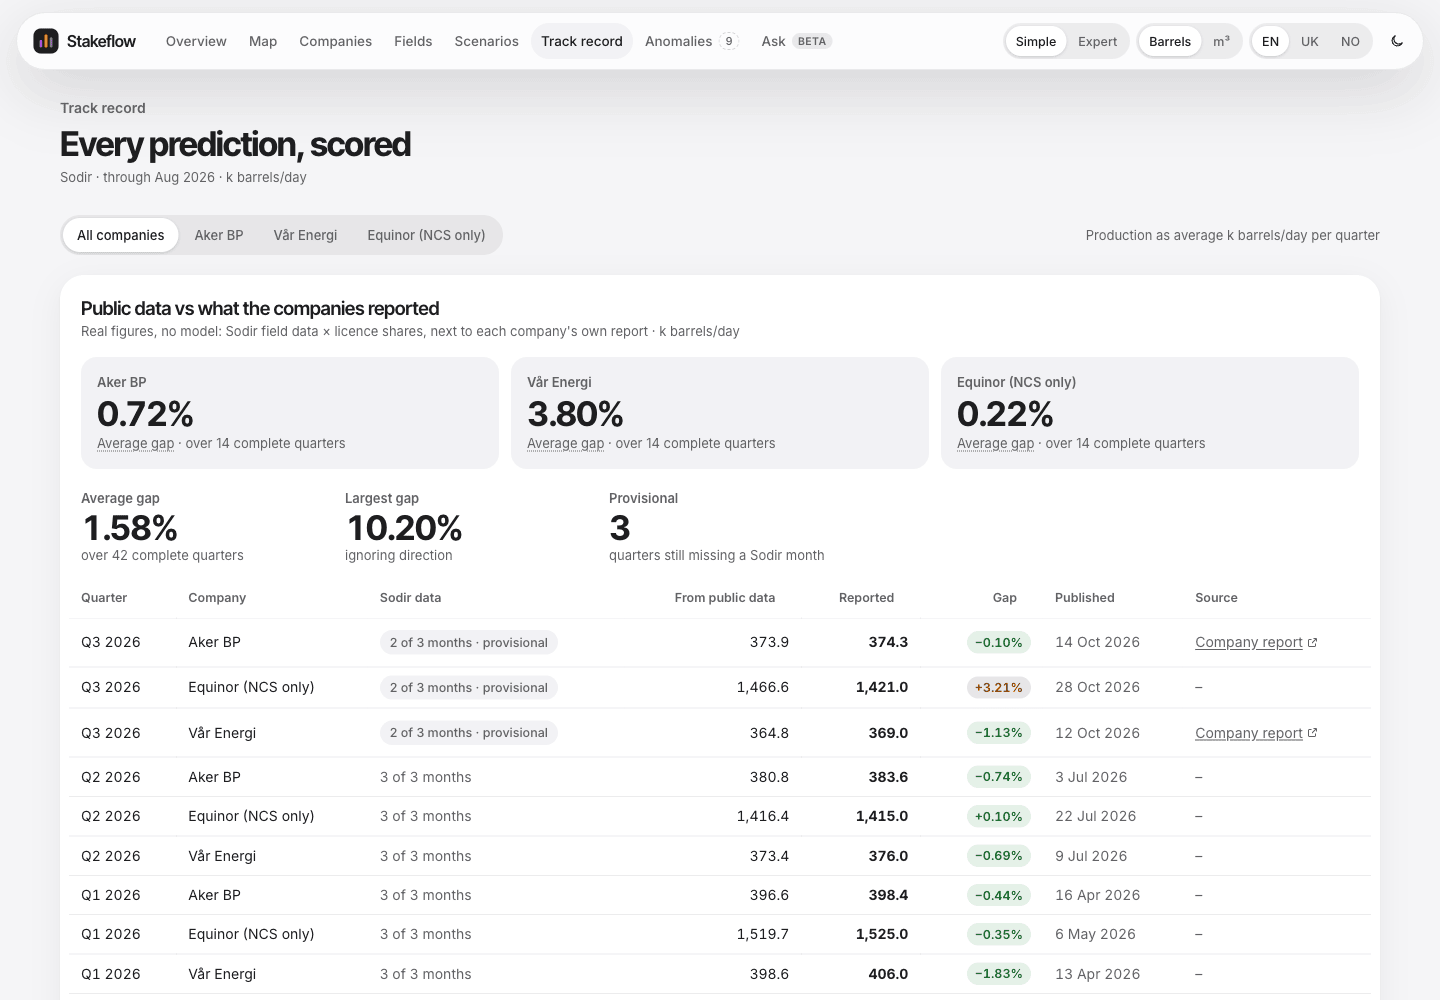 Stakeflow Overview Map Companies Fields Scenarios Track record Anomalies 9 Ask BETA Simple Expert Barrels m³ EN UK NO
Track record
Every prediction, scored
Sodir · through Aug 2026 · k barrels/day
All companies Aker BP Vår Energi Equinor (NCS only) Production as average k barrels/day per quarter
Public data vs what the companies reported
Real figures, no model: Sodir field data × licence shares, next to each company's own report · k barrels/day
Aker BP Vår Energi Equinor (NCS only)
0.72% 3.80% 0.22%
Average gap · over 14 complete quarters Average gap · over 14 complete quarters Average gap · over 14 complete quarters
Average gap Largest gap Provisional
1.58% 10.20% 3
over 42 complete quarters ignoring direction quarters still missing a Sodir month
Quarter Company Sodir data From public data Reported Gap Published Source
Q3 2026 Aker BP 2 of 3 months · provisional 373.9 374.3 −0.10% 14 Oct 2026 Company report
Q3 2026 Equinor (NCS only) 2 of 3 months · provisional 1,466.6 1,421.0 +3.21% 28 Oct 2026 –
Q3 2026 Vår Energi 2 of 3 months · provisional 364.8 369.0 −1.13% 12 Oct 2026 Company report
Q2 2026 Aker BP 3 of 3 months 380.8 383.6 −0.74% 3 Jul 2026 –
Q2 2026 Equinor (NCS only) 3 of 3 months 1,416.4 1,415.0 +0.10% 22 Jul 2026 –
Q2 2026 Vår Energi 3 of 3 months 373.4 376.0 −0.69% 9 Jul 2026 –
Q1 2026 Aker BP 3 of 3 months 396.6 398.4 −0.44% 16 Apr 2026 –
Q1 2026 Equinor (NCS only) 3 of 3 months 1,519.7 1,525.0 −0.35% 6 May 2026 –
Q1 2026 Vår Energi 3 of 3 months 398.6 406.0 −1.83% 13 Apr 2026 –